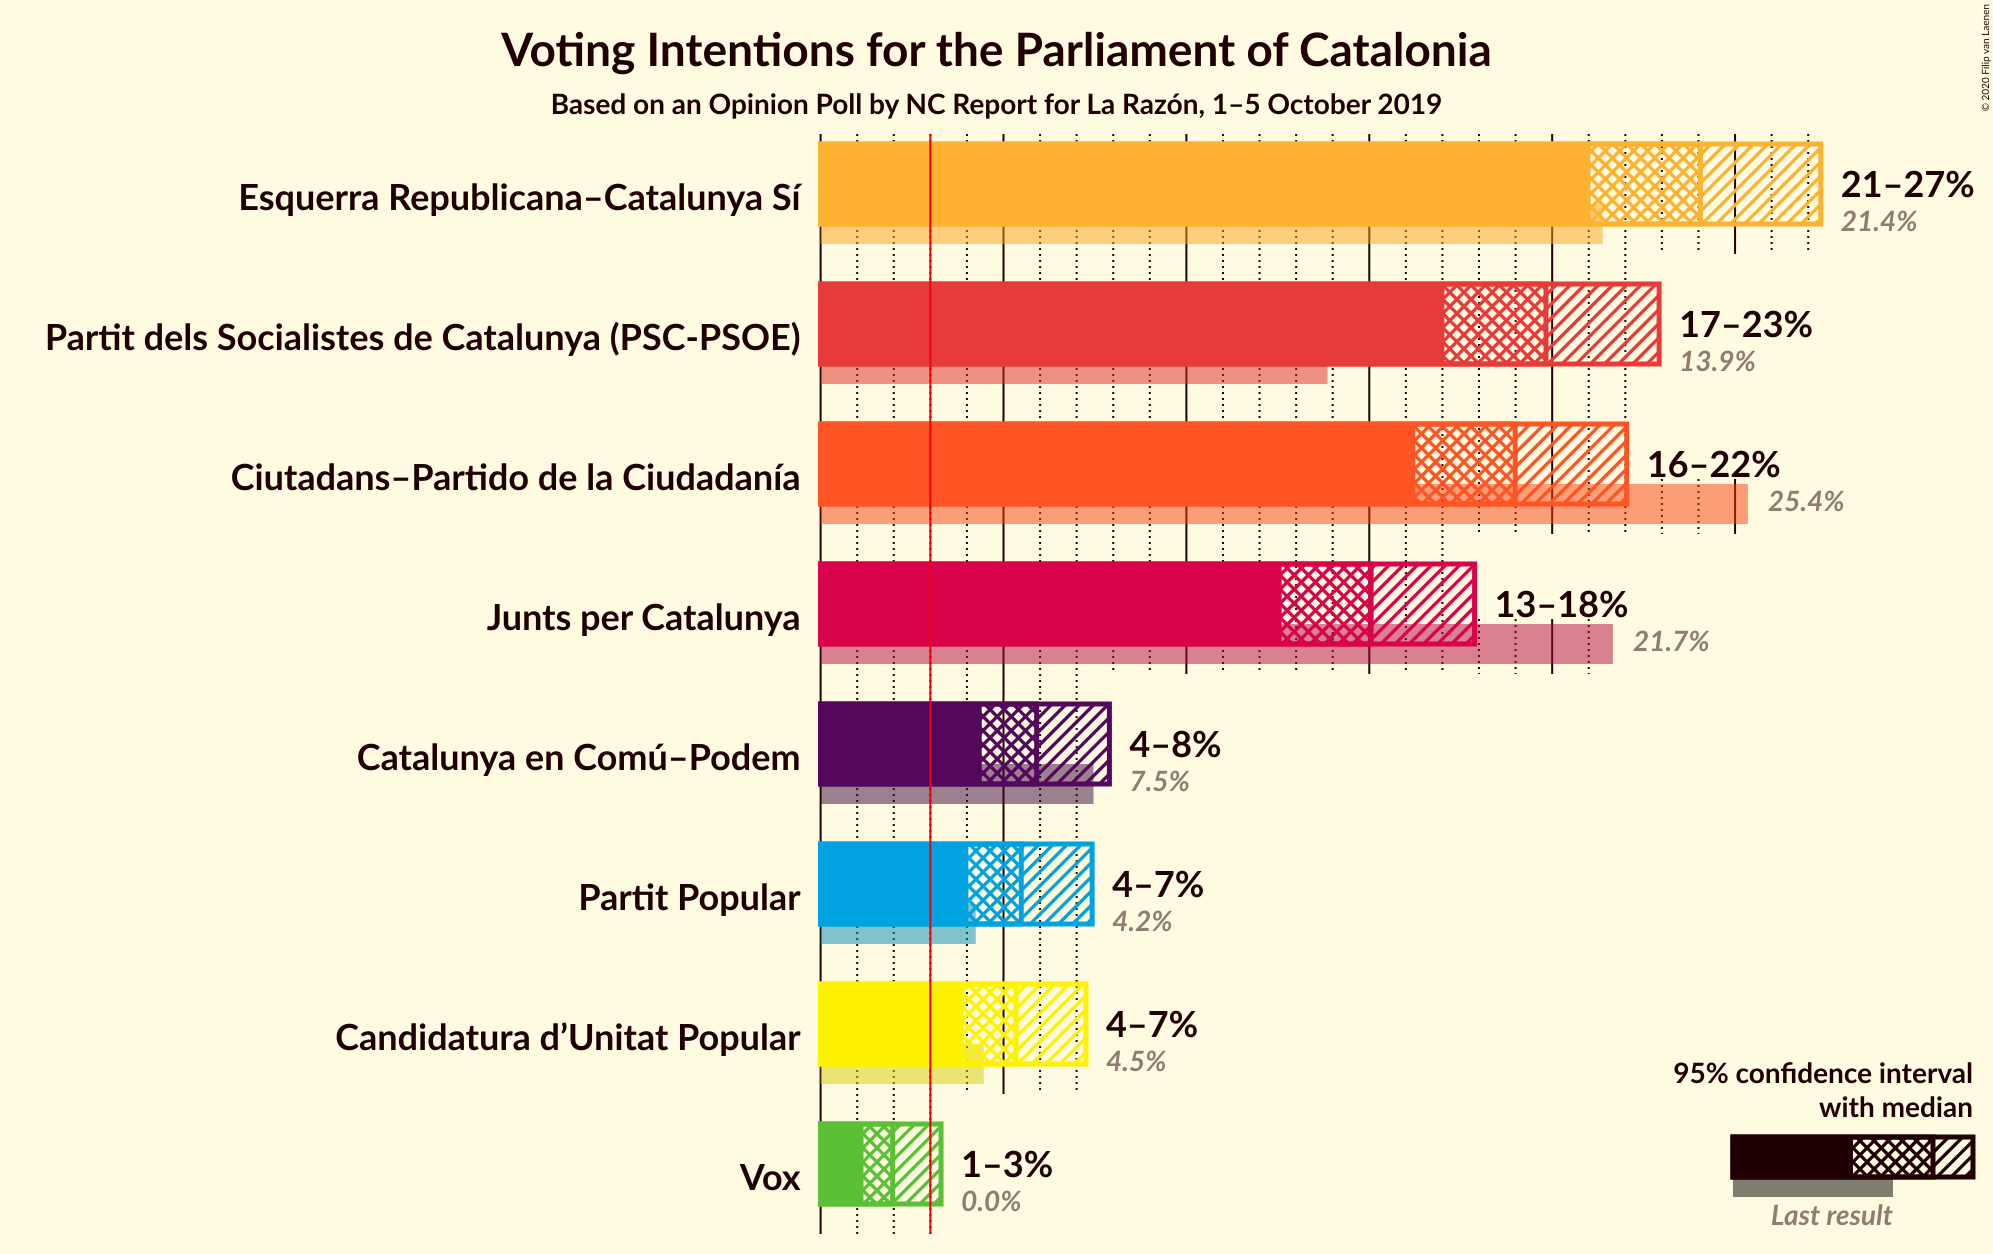 Voting Intentions for the Parliament of Catalonia
Based on an Opinion Poll by NC Report for La Razón, 1–5 October 2019
© 2020 Filip van Laenen
Esquerra Republicana–Catalunya Sí
21–27%
21.4%
Partit dels Socialistes de Catalunya (PSC-PSOE)
17–23%
13.9%
Ciutadans–Partido de la Ciudadanía
16–22%
25.4%
Junts per Catalunya
13–18%
21.7%
Catalunya en Comú–Podem
4–8%
7.5%
Partit Popular
4–7%
4.2%
Candidatura d’Unitat Popular
4–7%
4.5%
Vox
1–3%
0.0%
95% confidence interval
with median
Last result